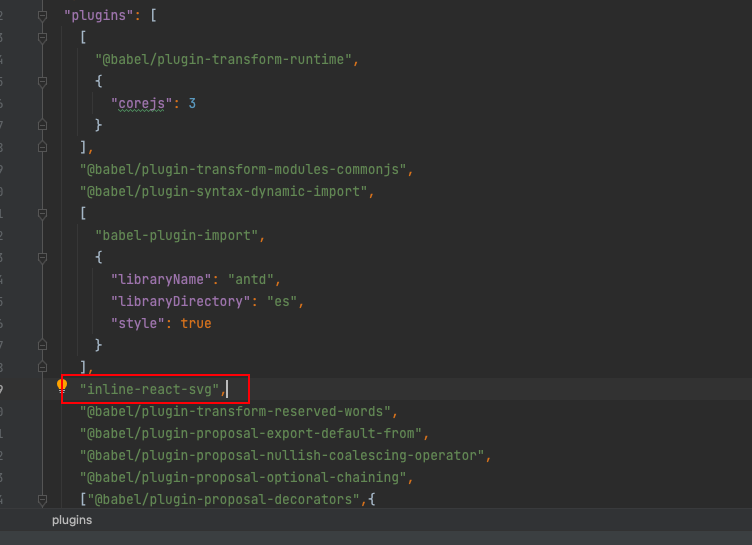 "plugins": [
[
"@babel/plugin-transform-runtime",
{
"corejs": 3
}
],
"@babel/plugin-transform-modules-commonjs",
"@babel/plugin-syntax-dynamic-import",
[
"babel-plugin-import",
{
"libraryName": "antd",
"libraryDirectory": "es",
"style": true
}
],
"inline-react-svg",
"@babel/plugin-transform-reserved-words",
"@babel/plugin-proposal-export-default-from",
"@babel/plugin-proposal-nullish-coalescing-operator",
"@babel/plugin-proposal-optional-chaining",
["@babel/plugin-proposal-decorators",{
plugins